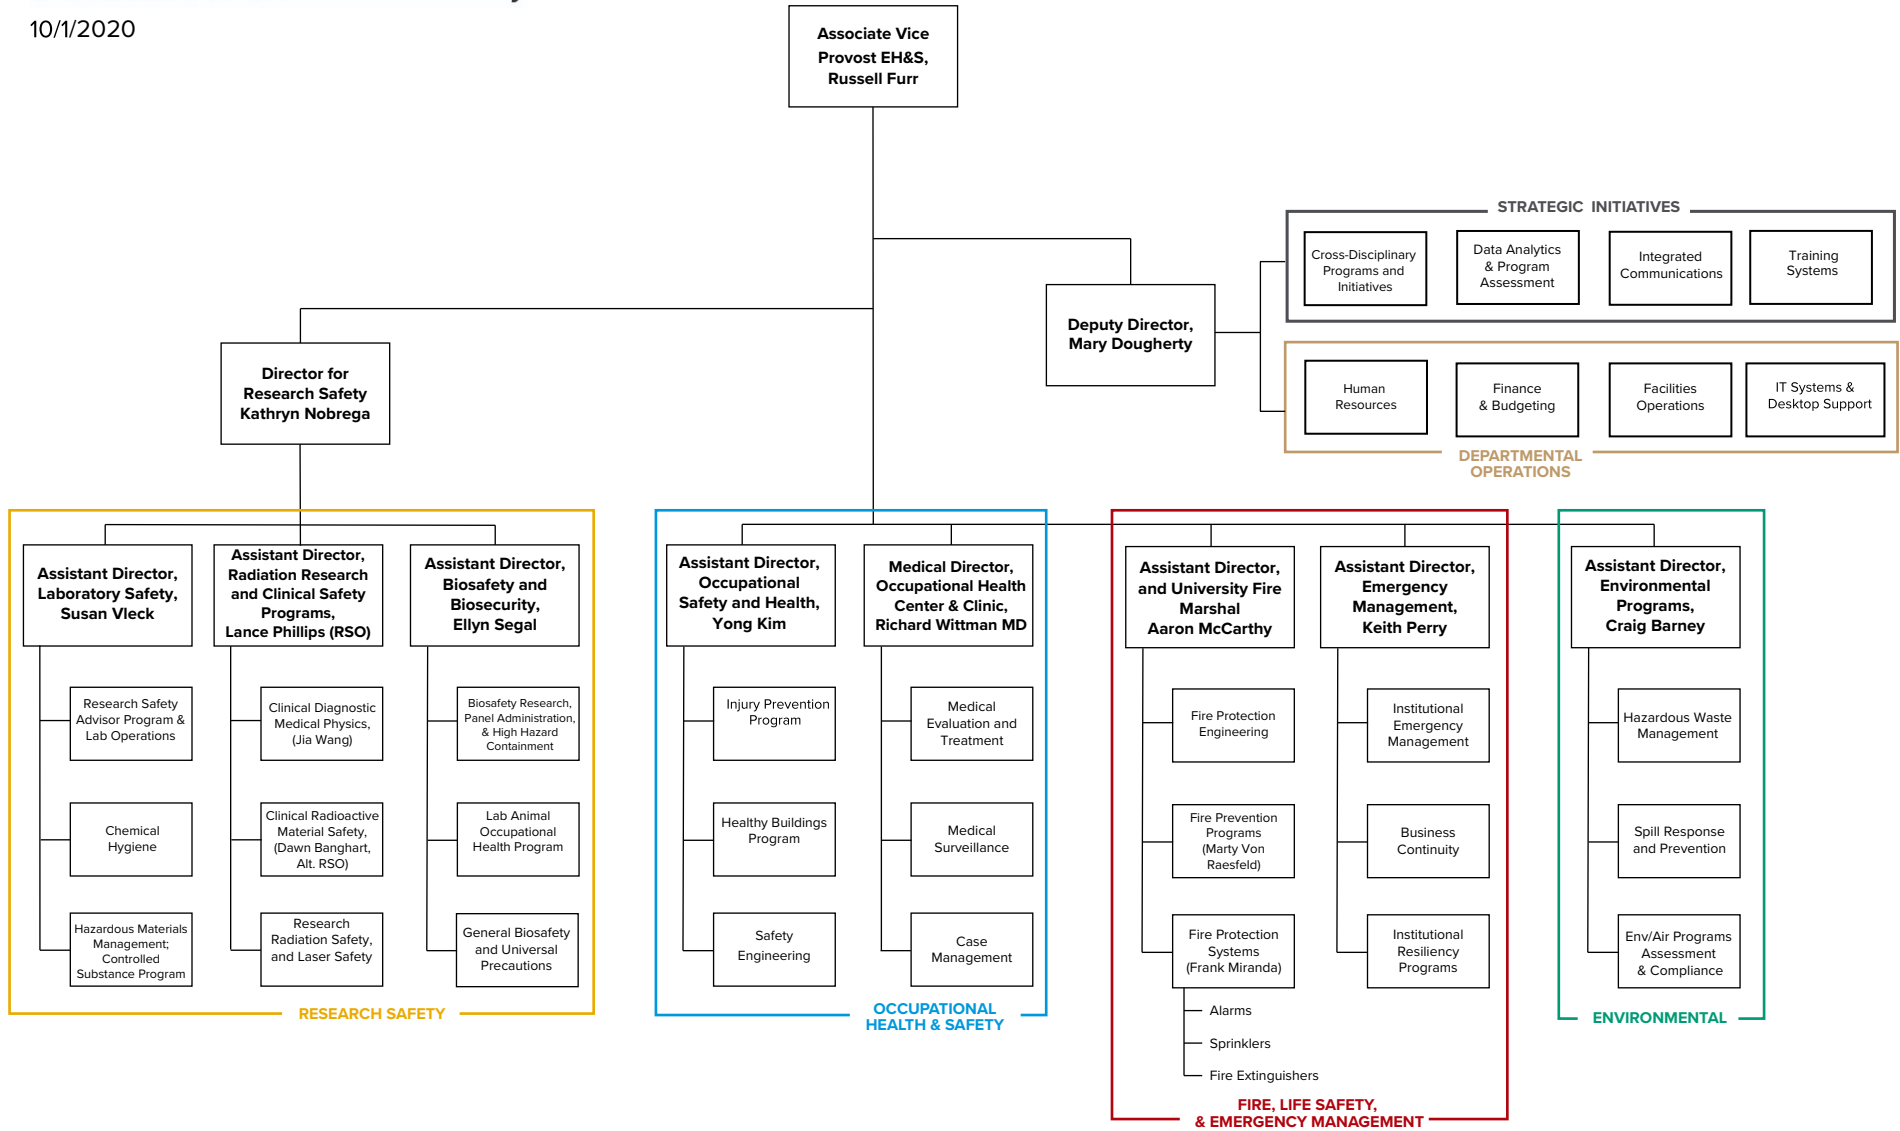 10/1/2020
Associate Vice
Provost EH&S,
Russell Furr
STRATEGIC INITIATIVES
Cross-Disciplinary
Programs and
Initiatives
Data Analytics
& Program
Assessment
Integrated
Communications
Training
Systems
Deputy Director,
Mary Dougherty
Human
Resources
Finance
& Budgeting
Facilities
Operations
IT Systems &
Desktop Support
DEPARTMENTAL
OPERATIONS
Director for
Research Safety
Kathryn Nobrega
Assistant Director,
Laboratory Safety,
Susan Vleck
Research Safety
Advisor Program &
Lab Operations
Chemical
Hygiene
Hazardous Materials
Management;
Controlled
Substance Program
Assistant Director,
Radiation Research
and Clinical Safety
Programs,
Lance Phillips (RSO)
Clinical Diagnostic
Medical Physics,
(Jia Wang)
Clinical Radioactive
Material Safety,
(Dawn Banghart,
Alt. RSO)
Research
Radiation Safety,
and Laser Safety
Assistant Director,
Biosafety and
Biosecurity,
Ellyn Segal
Biosafety Research,
Panel Administration,
& High Hazard
Containment
Lab Animal
Occupational
Health Program
General Biosafety
and Universal
Precautions
RESEARCH SAFETY
Assistant Director,
Occupational
Safety and Health,
Yong Kim
Injury Prevention
Program
Healthy Buildings
Program
Safety
Engineering
Medical Director,
Occupational Health
Center & Clinic,
Richard Wittman MD
Medical
Evaluation and
Treatment
Medical
Surveillance
Case
Management
OCCUPATIONAL
HEALTH & SAFETY
Assistant Director,
and University Fire
Marshal
Aaron McCarthy
Fire Protection
Engineering
Fire Prevention
Programs
(Marty Von
Raesfeld)
Fire Protection
Systems
(Frank Miranda)
Alarms
Sprinklers
Fire Extinguishers
Assistant Director,
Emergency
Management,
Keith Perry
Institutional
Emergency
Management
Business
Continuity
Institutional
Resiliency
Programs
FIRE, LIFE SAFETY,
& EMERGENCY MANAGEMENT
Assistant Director,
Environmental
Programs,
Craig Barney
Hazardous Waste
Management
Spill Response
and Prevention
Env/Air Programs
Assessment
& Compliance
ENVIRONMENTAL